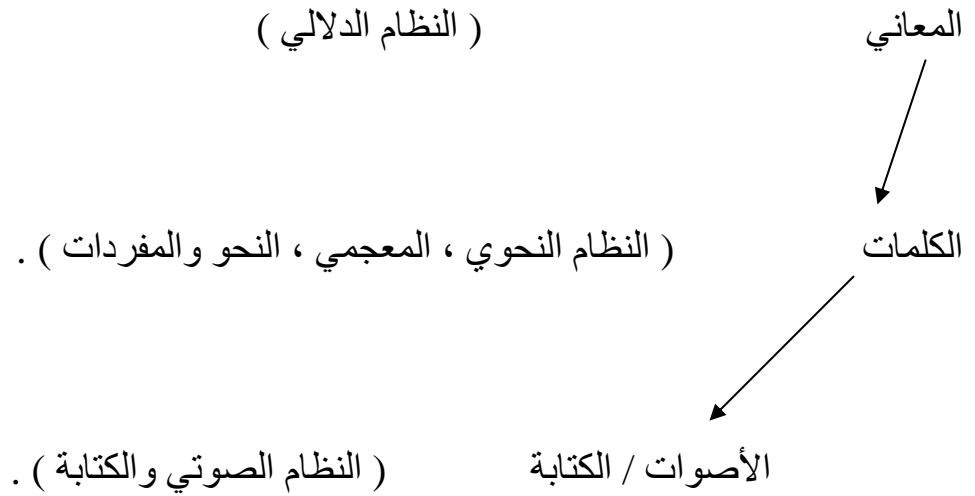 المعاني ( النظام الدلالي )
الكلمات ( النظام النحوي ، المعجمي ، النحو والمفردات ) .
الأصوات / الكتابة ( النظام الصوتي والكتابة ) .